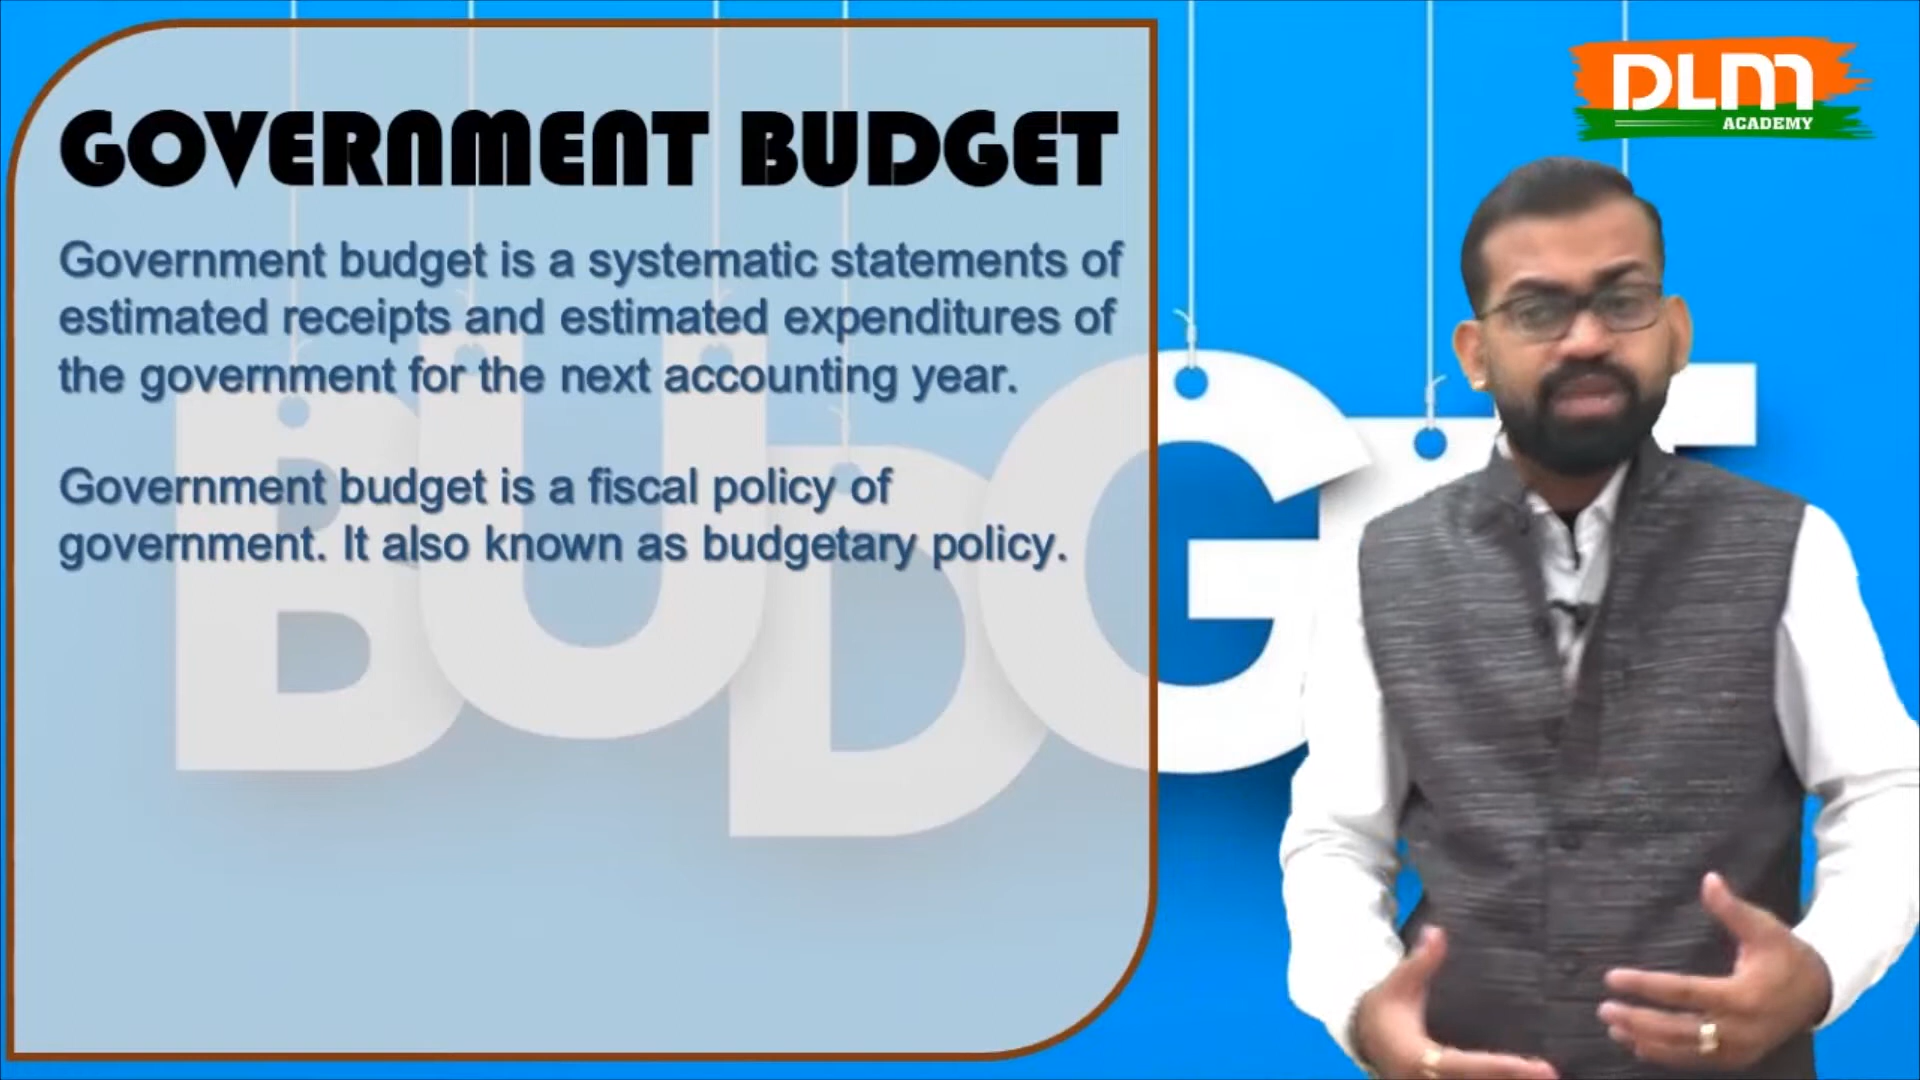 GOVERNMENT BUDGET
Government budget is a systematic statements of
estimated receipts and estimated expenditures of
the government for the next accounting year.
Government budget is a fiscal policy of
government. It also known as budgetary policy.
BUDGET
DLM
ACADEMY